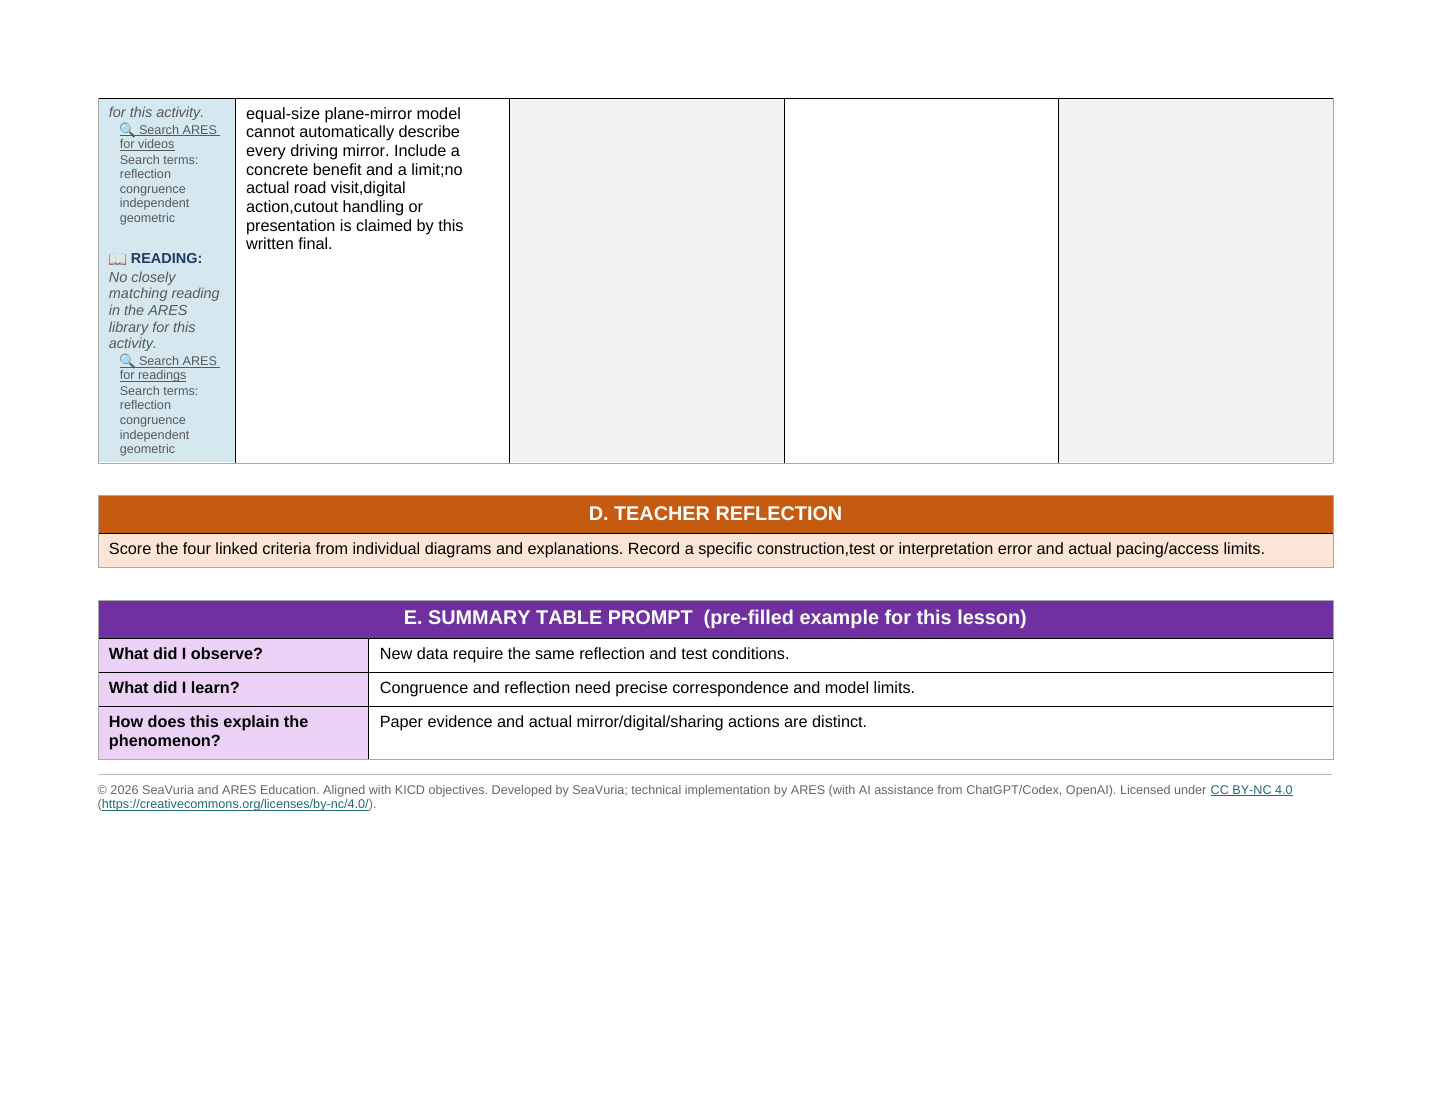 for this activity.
🔍 Search ARES
for videos
Search terms:
reflection
congruence
independent
geometric
📖 READING:
No closely
matching reading
in the ARES
library for this
activity.
🔍 Search ARES
for readings
Search terms:
reflection
congruence
independent
geometric
equal-size plane-mirror model
cannot automatically describe
every driving mirror. Include a
concrete benefit and a limit;no
actual road visit,digital
action,cutout handling or
presentation is claimed by this
written final.
D. TEACHER REFLECTION
Score the four linked criteria from individual diagrams and explanations. Record a specific construction,test or interpretation error and actual pacing/access limits.
E. SUMMARY TABLE PROMPT  (pre-filled example for this lesson)
What did I observe?
New data require the same reflection and test conditions.
What did I learn?
Congruence and reflection need precise correspondence and model limits.
How does this explain the
phenomenon?
Paper evidence and actual mirror/digital/sharing actions are distinct.
© 2026 SeaVuria and ARES Education. Aligned with KICD objectives. Developed by SeaVuria; technical implementation by ARES (with AI assistance from ChatGPT/Codex, OpenAI). Licensed under CC BY-NC 4.0
(https://creativecommons.org/licenses/by-nc/4.0/).